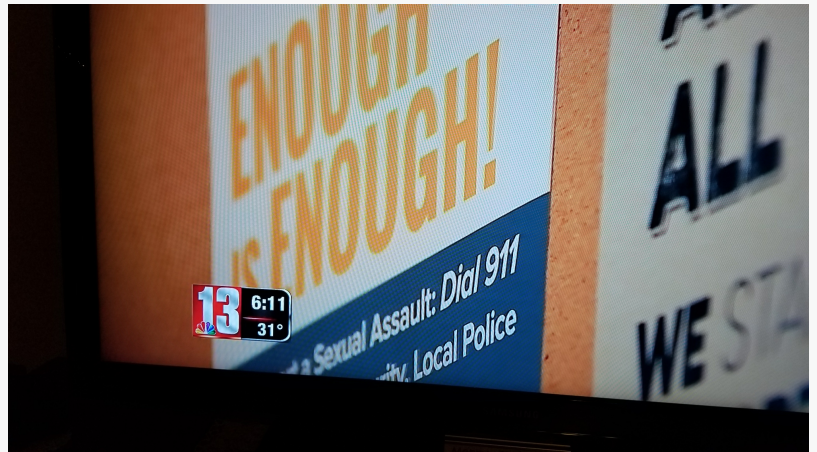 ENOUGH
IS ENOUGH!
a Sexual Assault: Dial 911
Local Police
ALL
WE
13
6:11
31°